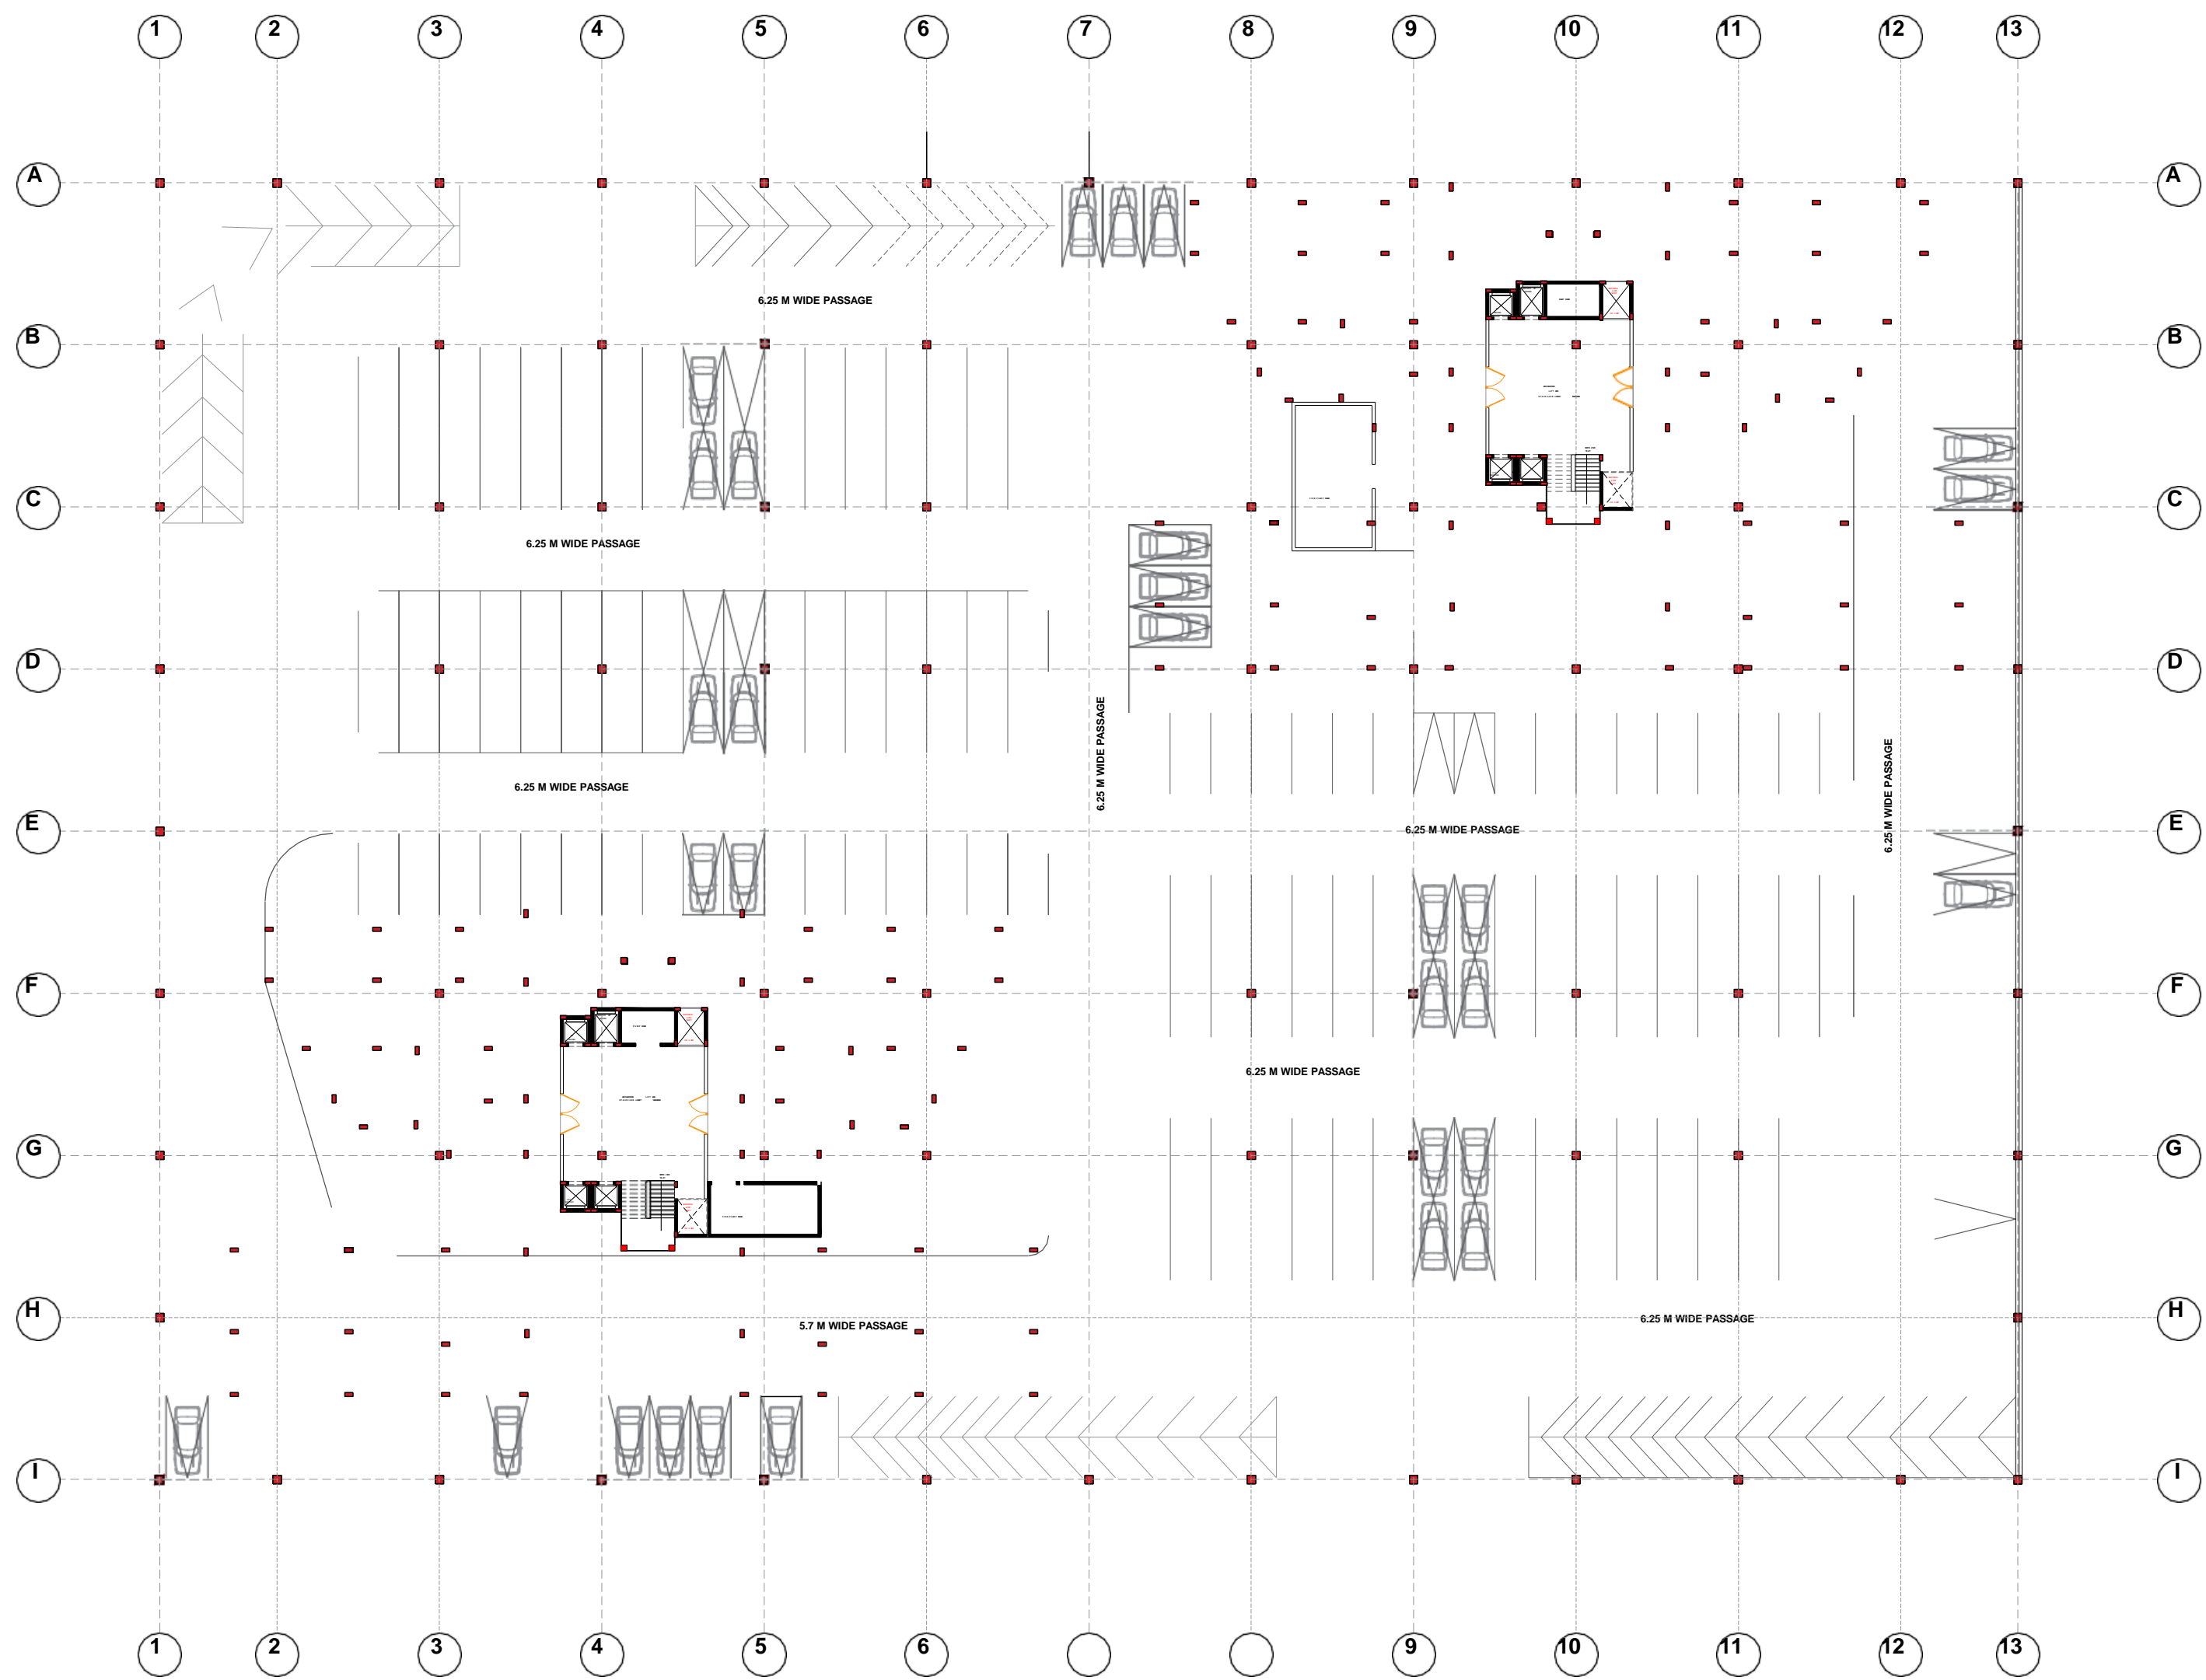 1 2 3 4 5 6 7 8 9 10 11 12 13
A A
6.25 M WIDE PASSAGE
B B
C C
6.25 M WIDE PASSAGE
D D
6.25 M WIDE PASSAGE
6.25 M WIDE PASSAGE
6.25 M WIDE PASSAGE
E 6.25 M WIDE PASSAGE E
F F
6.25 M WIDE PASSAGE
G G
H 5.7 M WIDE PASSAGE 6.25 M WIDE PASSAGE H
I I
1 2 3 4 5 6 9 10 11 12 13